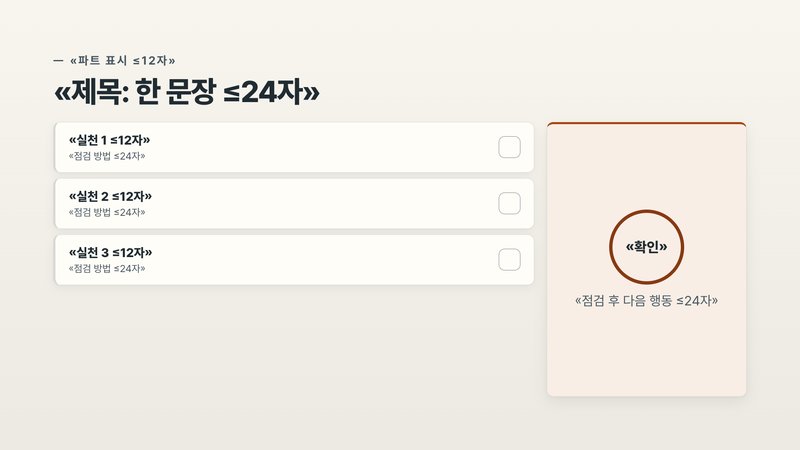 — «파트 표시 ≤12자»
«제목: 한 문장 ≤24자»
«실천 1 ≤12자»
«점검 방법 ≤24자»
«실천 2 ≤12자»
«점검 방법 ≤24자»
«실천 3 ≤12자»
«점검 방법 ≤24자»
«확인»
«점검 후 다음 행동 ≤24자»